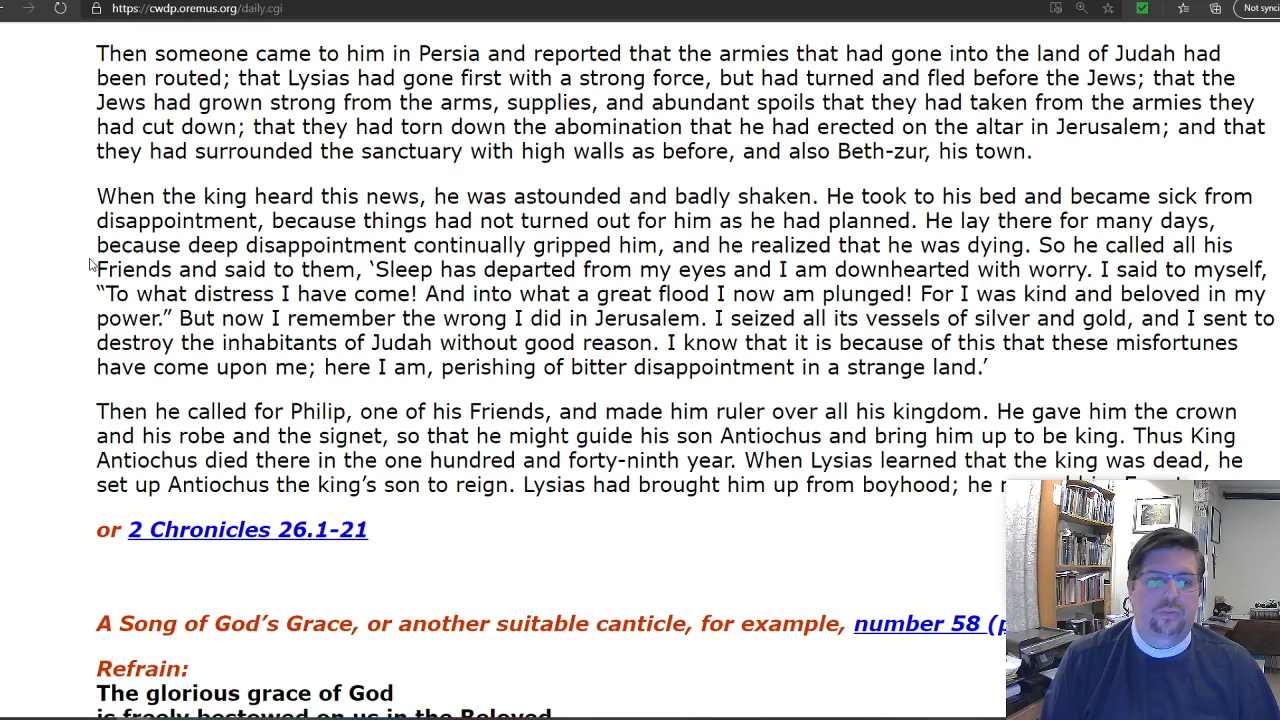 https://cwdp.oremus.org/daily.cgi
Not synci
Then someone came to him in Persia and reported that the armies that had gone into the land of Judah had
been routed; that Lysias had gone first with a strong force, but had turned and fled before the Jews; that the
Jews had grown strong from the arms, supplies, and abundant spoils that they had taken from the armies they
had cut down; that they had torn down the abomination that he had erected on the altar in Jerusalem; and that
they had surrounded the sanctuary with high walls as before, and also Beth-zur, his town.
When the king heard this news, he was astounded and badly shaken. He took to his bed and became sick from
disappointment, because things had not turned out for him as he had planned. He lay there for many days,
because deep disappointment continually gripped him, and he realized that he was dying. So he called all his
Friends and said to them, ‘Sleep has departed from my eyes and I am downhearted with worry. I said to myself,
“To what distress I have come! And into what a great flood I now am plunged! For I was kind and beloved in my
power.” But now I remember the wrong I did in Jerusalem. I seized all its vessels of silver and gold, and I sent to
destroy the inhabitants of Judah without good reason. I know that it is because of this that these misfortunes
have come upon me; here I am, perishing of bitter disappointment in a strange land.’
Then he called for Philip, one of his Friends, and made him ruler over all his kingdom. He gave him the crown
and his robe and the signet, so that he might guide his son Antiochus and bring him up to be king. Thus King
Antiochus died there in the one hundred and forty-ninth year. When Lysias learned that the king was dead, he
set up Antiochus the king’s son to reign. Lysias had brought him up from boyhood; he
or 2 Chronicles 26.1-21
A Song of God’s Grace, or another suitable canticle, for example, number 58 (p
Refrain:
The glorious grace of God
is freely bestowed on us in the Beloved